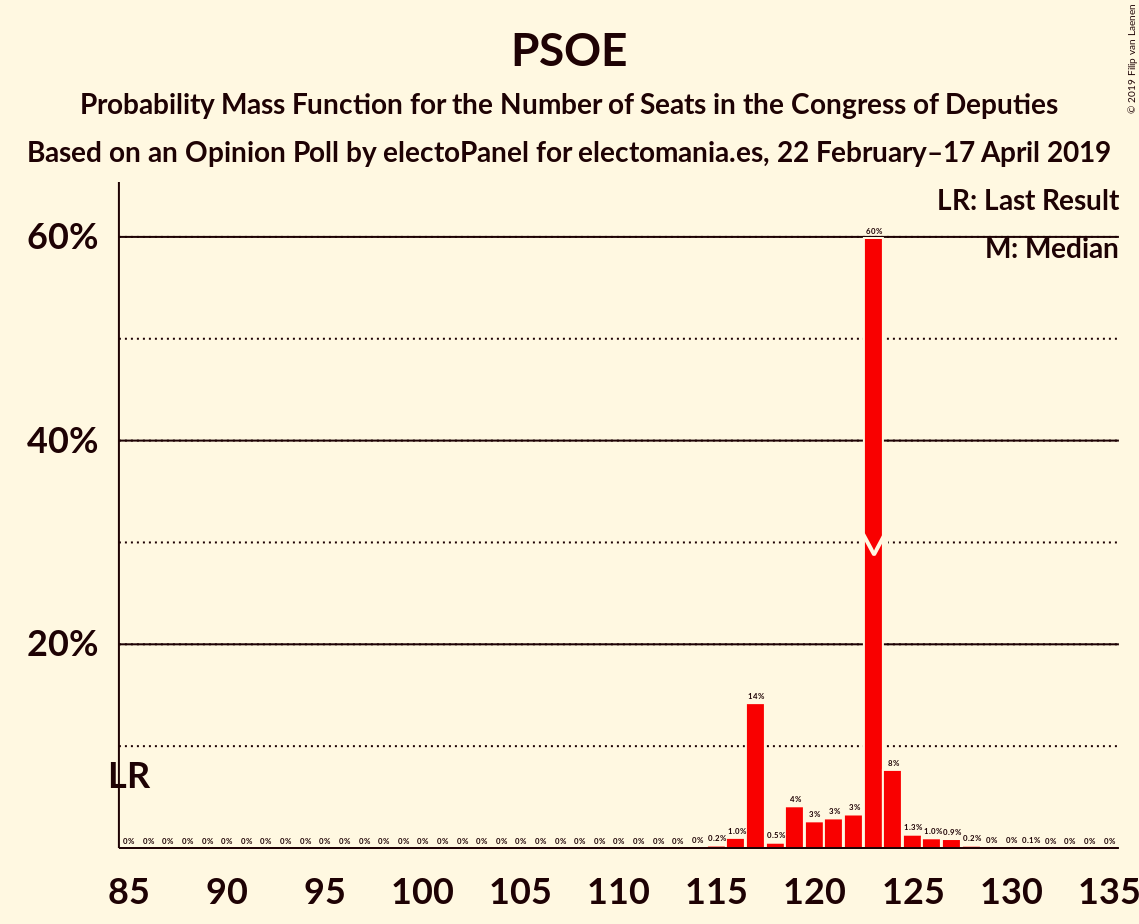 © 2019 Filip van Laenen
PSOE
Probability Mass Function for the Number of Seats in the Congress of Deputies
Based on an Opinion Poll by electoPanel for electomania.es, 22 February–17 April 2019
LR: Last Result
M: Median
60%
40%
20%
LR
0% 0% 0% 0% 0% 0% 0% 0% 0% 0% 0% 0% 0% 0% 0% 0% 0% 0% 0% 0% 0% 0% 0% 0% 0% 0% 0% 0% 0% 0% 0.2% 1.0% 14% 0.5% 4% 3% 3% 3% 60% 8% 1.3% 1.0% 0.9% 0.2% 0% 0% 0.1% 0% 0% 0% 0%
85 90 95 100 105 110 115 120 125 130 135